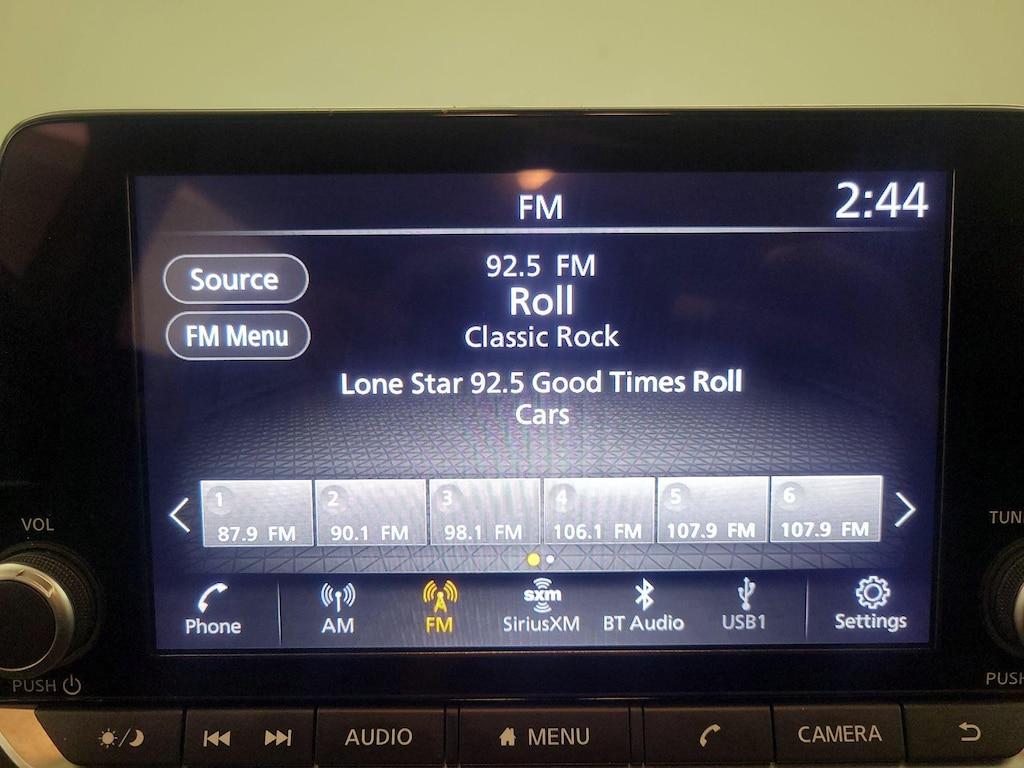 FM
2:44
Source
92.5 FM
Roll
FM Menu
Classic Rock
Lone Star 92.5 Good Times Roll
Cars
1 2 3 4 5 6
87.9 FM 90.1 FM 98.1 FM 106.1 FM 107.9 FM 107.9 FM
sxm
Phone AM FM SiriusXM BT Audio USB1 Settings
VOL
TUN
PUSH
PUSH
AUDIO MENU CAMERA